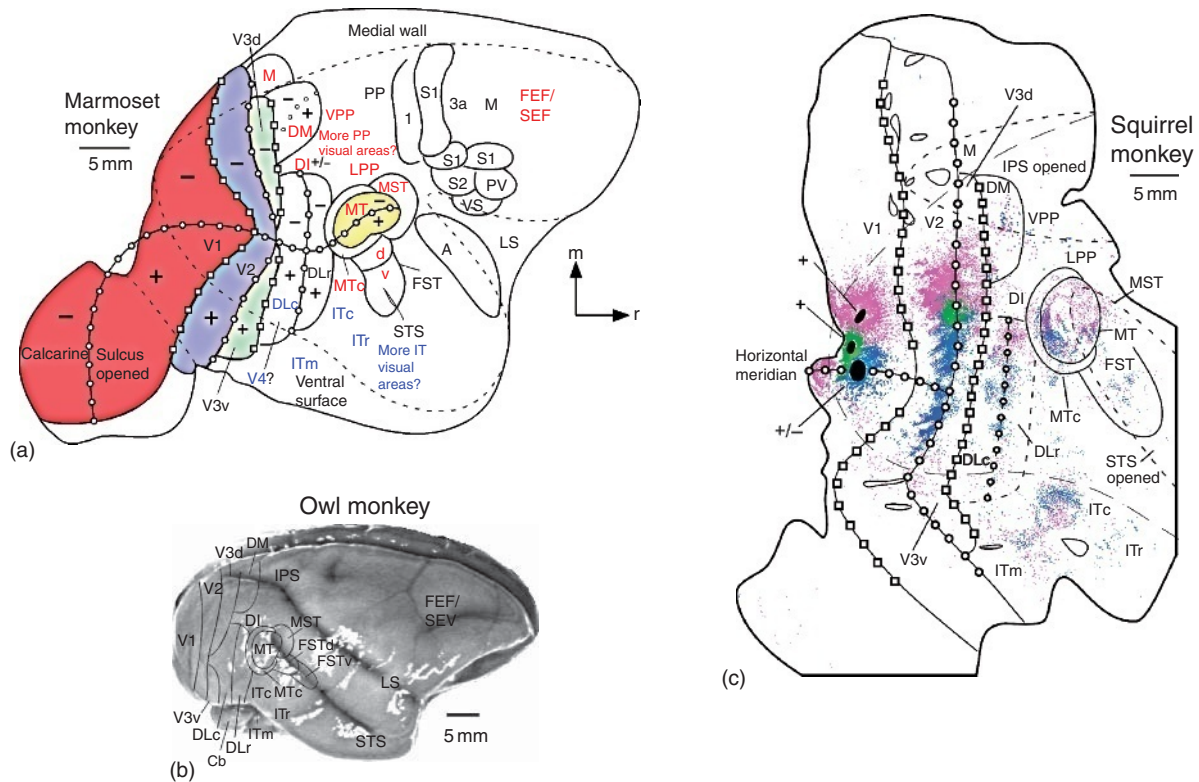 Marmoset
monkey
5 mm
V3d
Medial wall
M
VPP
DM
More PP
visual areas?
DI
+/−
LPP
MST
MT
PP
1
S1
3a
M
FEF/
SEF
S1
S1
S2
PV
VS
LS
A
−
−
−
−
+
−
−
−
+
V1
V2
+
+
+
+
−
DLr
DLc
d
v
MTc
FST
STS
ITc
ITr
ITm
More IT
visual
areas?
Calcarine
Sulcus
opened
V4?
V3v
Ventral
surface
m
r
(a)
Owl monkey
V3d
DM
V2
IPS
FEF/
SEV
V1
DI
MST
MT
FSTd
FSTv
LS
ITc
MTc
V3v
ITr
DLc
DLr
ITm
STS
Cb
5 mm
(b)
Squirrel
monkey
5 mm
V3d
M
IPS opened
DM
V1
V2
VPP
LPP
MST
+
+
DI
MT
Horizontal
meridian
FST
MTc
+/−
DLr
DLc
STS
opened
ITc
ITr
V3v
ITm
(c)